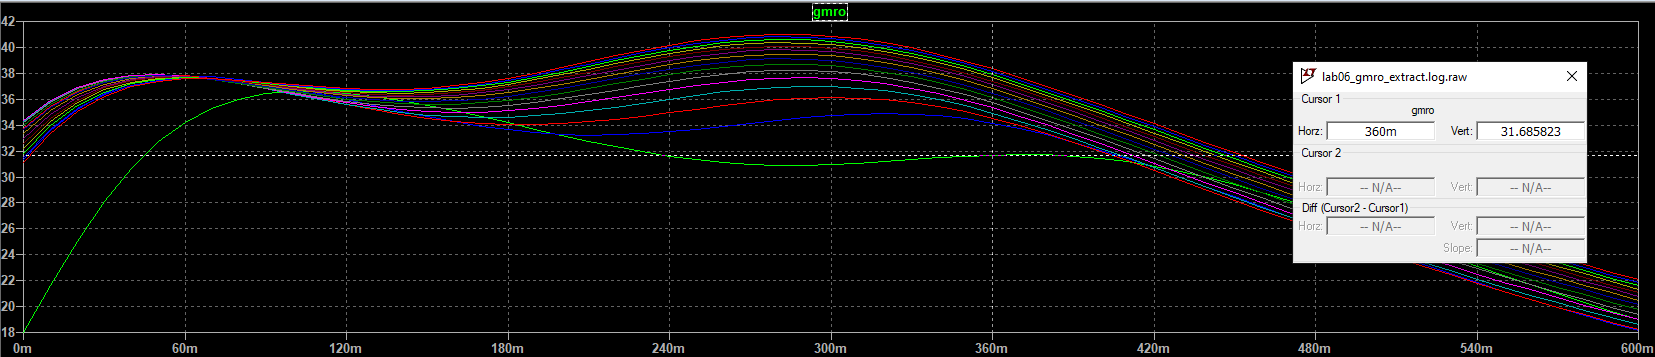 gmro
42
40
38
36
34
32
30
28
26
24
22
20
18
0m 60m 120m 180m 240m 300m 360m 420m 480m 540m 600m
lab06_gmro_extract.log.raw
Cursor 1
gmro
Horz: 360m Vert: 31.685823
Cursor 2
Horz: -- N/A-- Vert: -- N/A--
Diff (Cursor2 - Cursor1)
Horz: -- N/A-- Vert: -- N/A--
Slope: -- N/A--